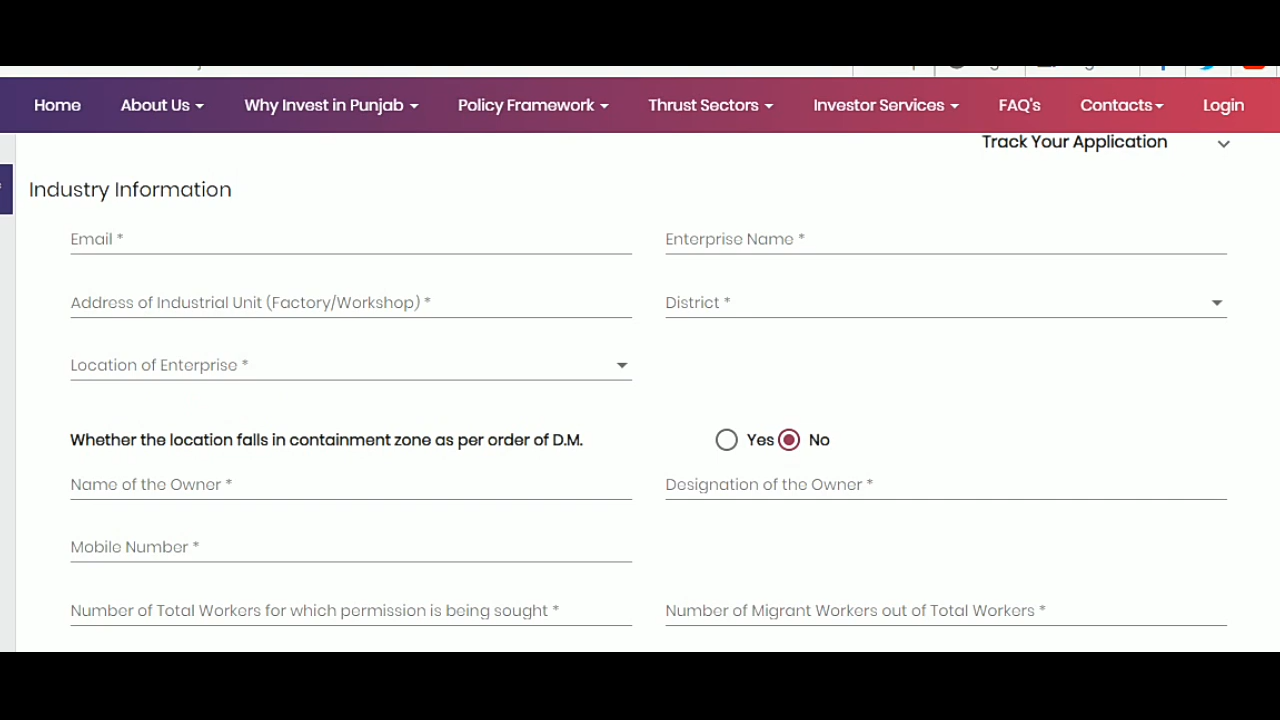 Home About Us Why Invest in Punjab Policy Framework Thrust Sectors Investor Services FAQ's Contacts Login
Track Your Application
Industry Information
Email * Enterprise Name *
Address of Industrial Unit (Factory/Workshop) * District *
Location of Enterprise *
Whether the location falls in containment zone as per order of D.M. Yes No
Name of the Owner * Designation of the Owner *
Mobile Number *
Number of Total Workers for which permission is being sought * Number of Migrant Workers out of Total Workers *